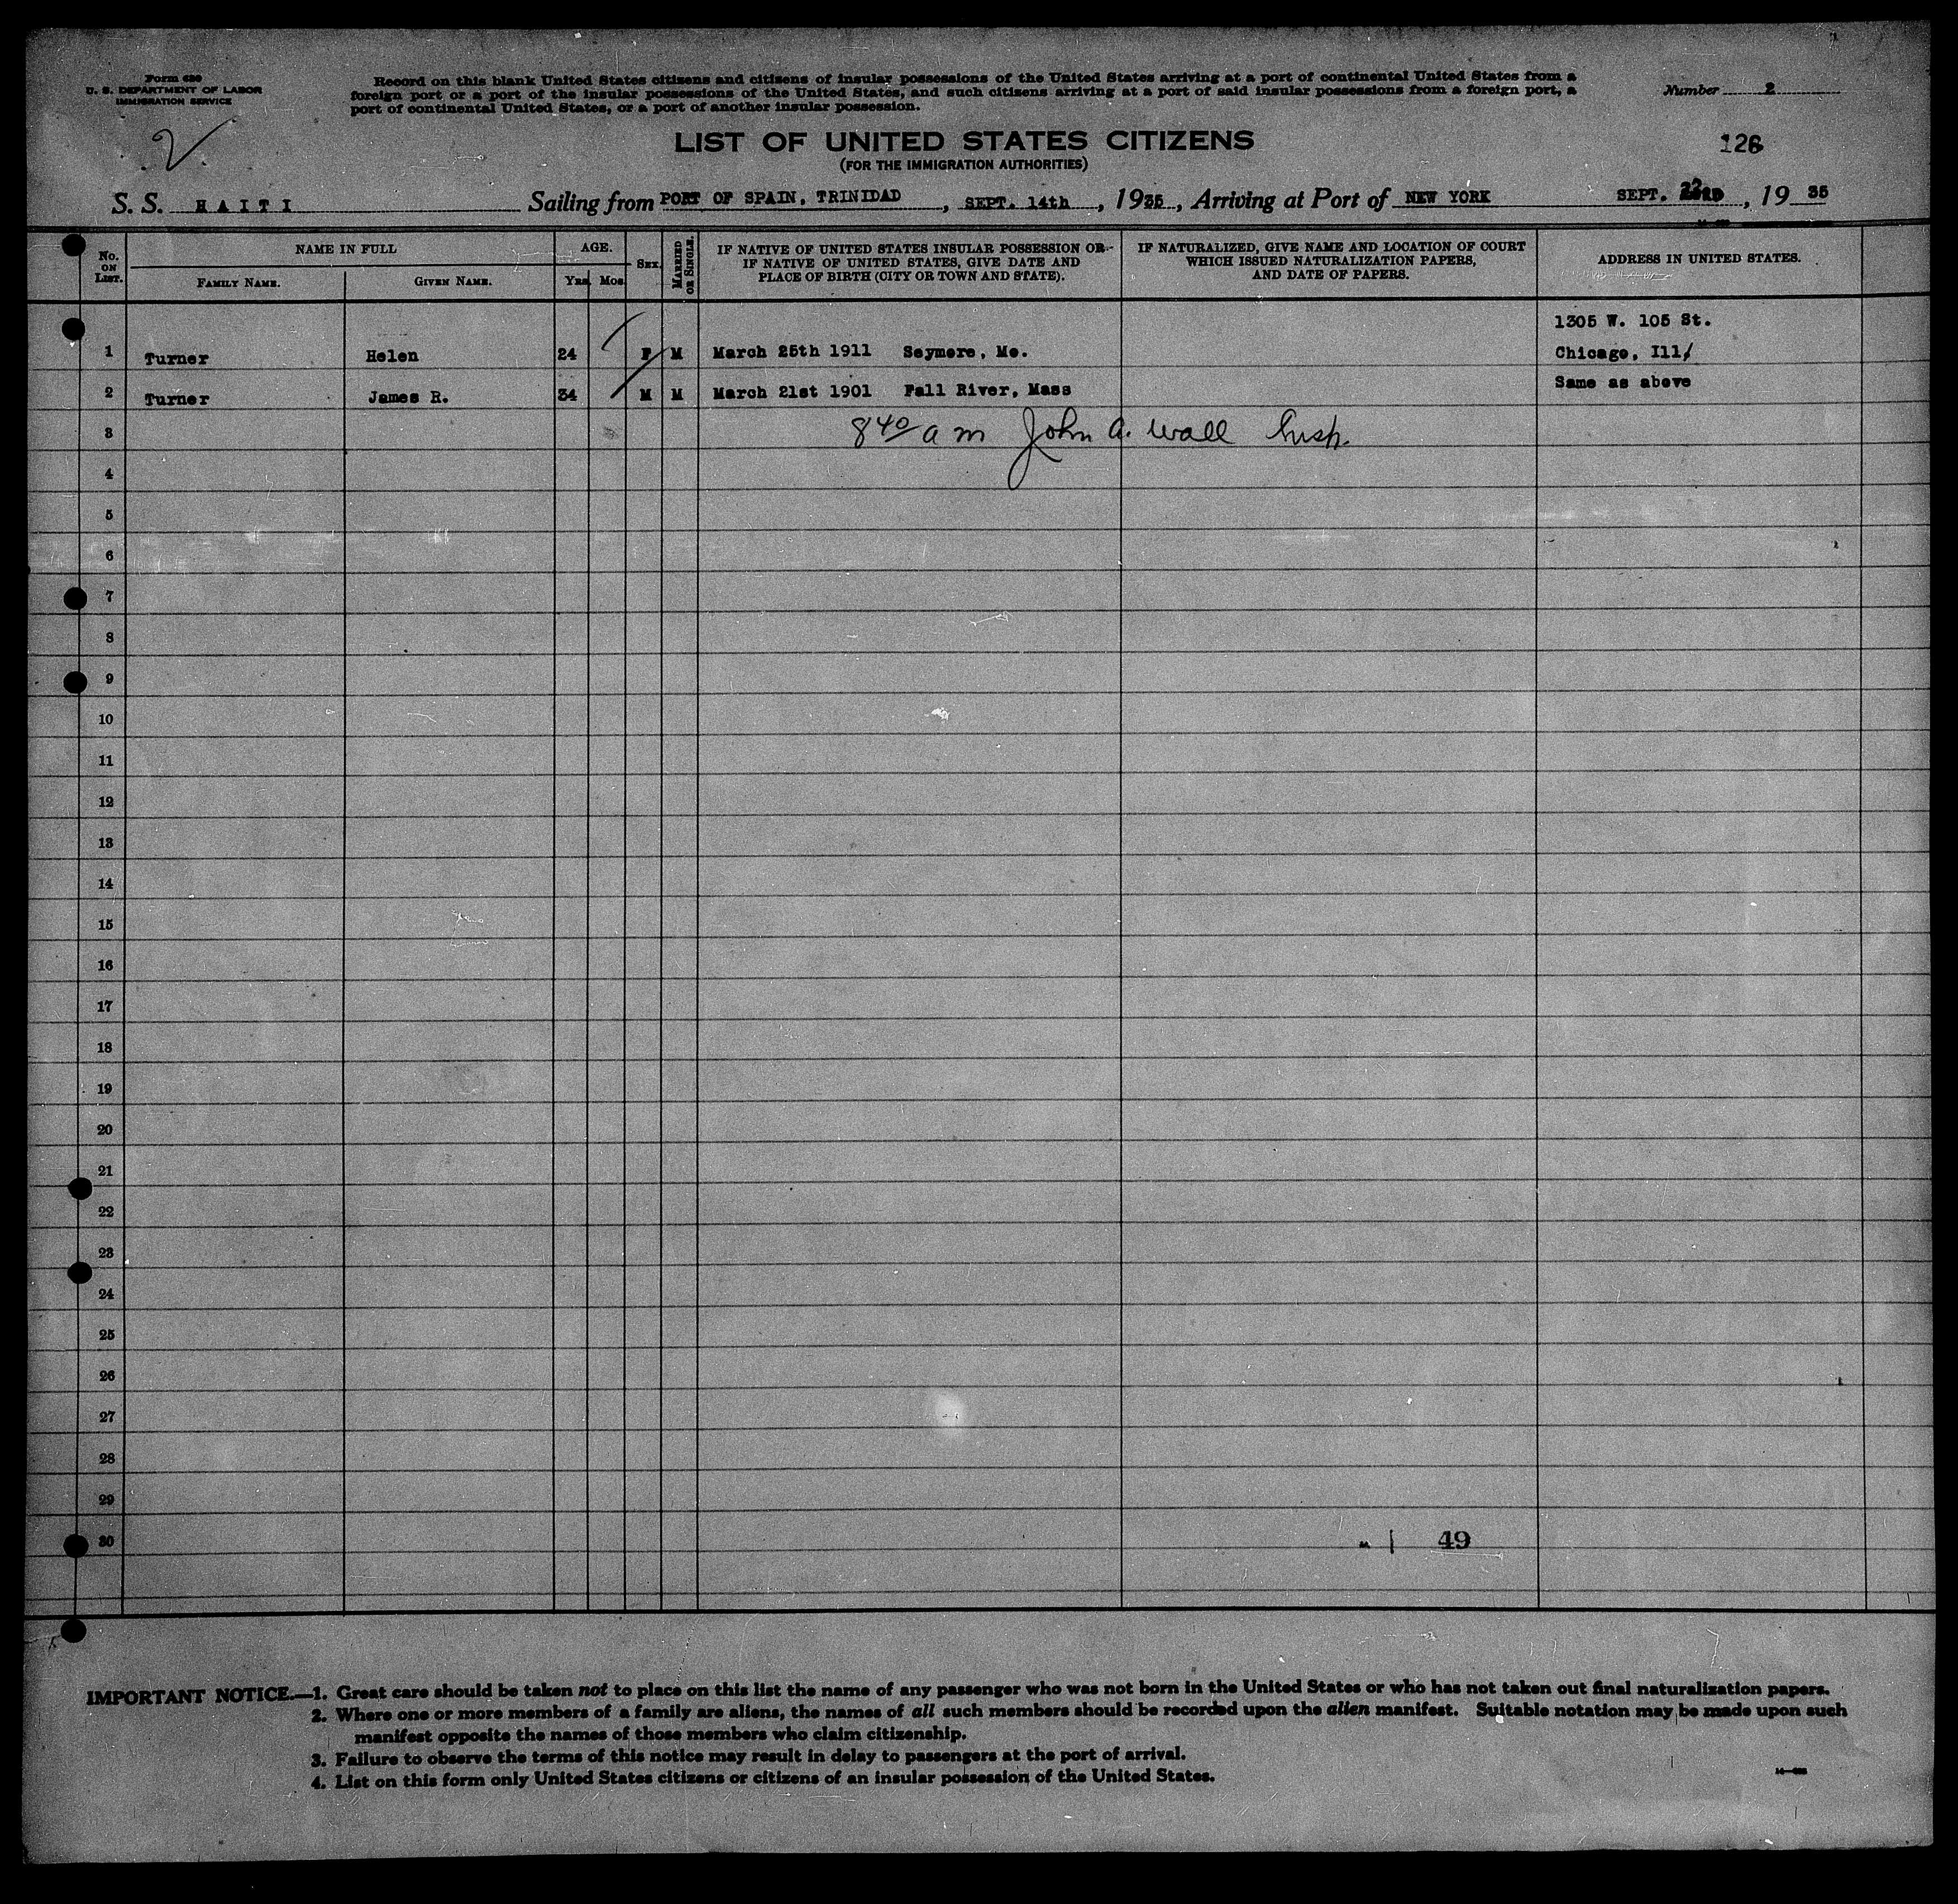 Form 630
U. S. DEPARTMENT OF LABOR
IMMIGRATION SERVICE
Record on this blank United States citizens and citizens of insular possessions of the United States arriving at a port of continental United States from a
foreign port or a port of the insular possessions of the United States, and such citizens arriving at a port of said insular possessions from a foreign port, a
port of continental United States, or a port of another insular possession.
Number 2
2
LIST OF UNITED STATES CITIZENS
126
(FOR THE IMMIGRATION AUTHORITIES)
S. S. HAITI Sailing from PORT OF SPAIN, TRINIDAD, SEPT. 14th, 1935, Arriving at Port of NEW YORK SEPT. 22, 19 35
No. ON LIST.
NAME IN FULL
FAMILY NAME. GIVEN NAME.
AGE.
Yrs. Mos.
SEX.
MARRIED OR SINGLE.
IF NATIVE OF UNITED STATES INSULAR POSSESSION OR
IF NATIVE OF UNITED STATES, GIVE DATE AND
PLACE OF BIRTH (CITY OR TOWN AND STATE).
IF NATURALIZED, GIVE NAME AND LOCATION OF COURT
WHICH ISSUED NATURALIZATION PAPERS,
AND DATE OF PAPERS.
ADDRESS IN UNITED STATES.
1305 W. 105 St.
1 Turner Helen 24 F M March 25th 1911 Seymore, Mo. Chicago, Ill/
2 Turner James R. 34 M M March 21st 1901 Fall River, Mass Same as above
3 8 40 a m John A. Wall Insp.
4
5
6
7
8
9
10
11
12
13
14
15
16
17
18
19
20
21
22
23
24
25
26
27
28
29
30 49
IMPORTANT NOTICE.—1. Great care should be taken not to place on this list the name of any passenger who was not born in the United States or who has not taken out final naturalization papers.
2. Where one or more members of a family are aliens, the names of all such members should be recorded upon the alien manifest. Suitable notation may be made upon such
manifest opposite the names of those members who claim citizenship.
3. Failure to observe the terms of this notice may result in delay to passengers at the port of arrival.
4. List on this form only United States citizens or citizens of an insular possession of the United States.